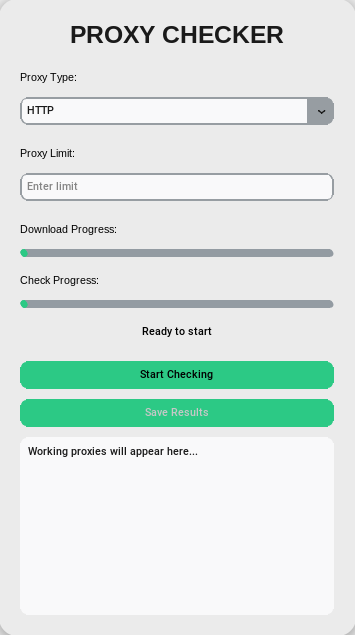 PROXY CHECKER
Proxy Type:
HTTP
Proxy Limit:
Enter limit
Download Progress:
Check Progress:
Ready to start
Start Checking
Save Results
Working proxies will appear here...